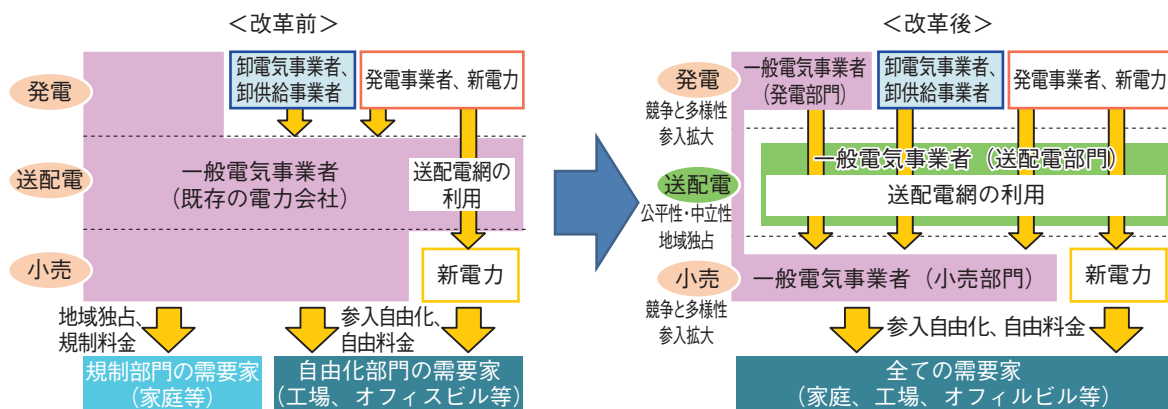 ＜改革前＞
発電
卸電気事業者、
卸供給事業者
発電事業者、新電力
送配電
一般電気事業者
（既存の電力会社）
送配電網の
利用
小売
新電力
地域独占、
規制料金
参入自由化、
自由料金
規制部門の需要家
（家庭等）
自由化部門の需要家
（工場、オフィスビル等）
＜改革後＞
発電
競争と多様性
参入拡大
一般電気事業者
（発電部門）
卸電気事業者、
卸供給事業者
発電事業者、新電力
送配電
公平性・中立性
地域独占
一般電気事業者（送配電部門）
送配電網の利用
小売
競争と多様性
参入拡大
一般電気事業者（小売部門）
新電力
参入自由化、自由料金
全ての需要家
（家庭、工場、オフィルビル等）